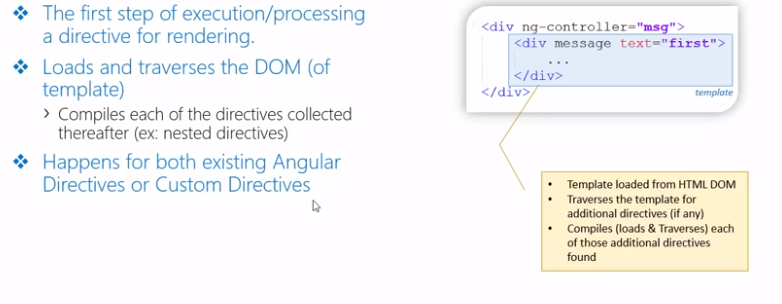 The first step of execution/processing
a directive for rendering.
Loads and traverses the DOM (of
template)
Compiles each of the directives collected
thereafter (ex: nested directives)
Happens for both existing Angular
Directives or Custom Directives
<div ng-controller="msg">
<div message text="first">
...
</div>
</div>
template
Template loaded from HTML DOM
Traverses the template for
additional directives (if any)
Compiles (loads & Traverses) each
of those additional directives
found